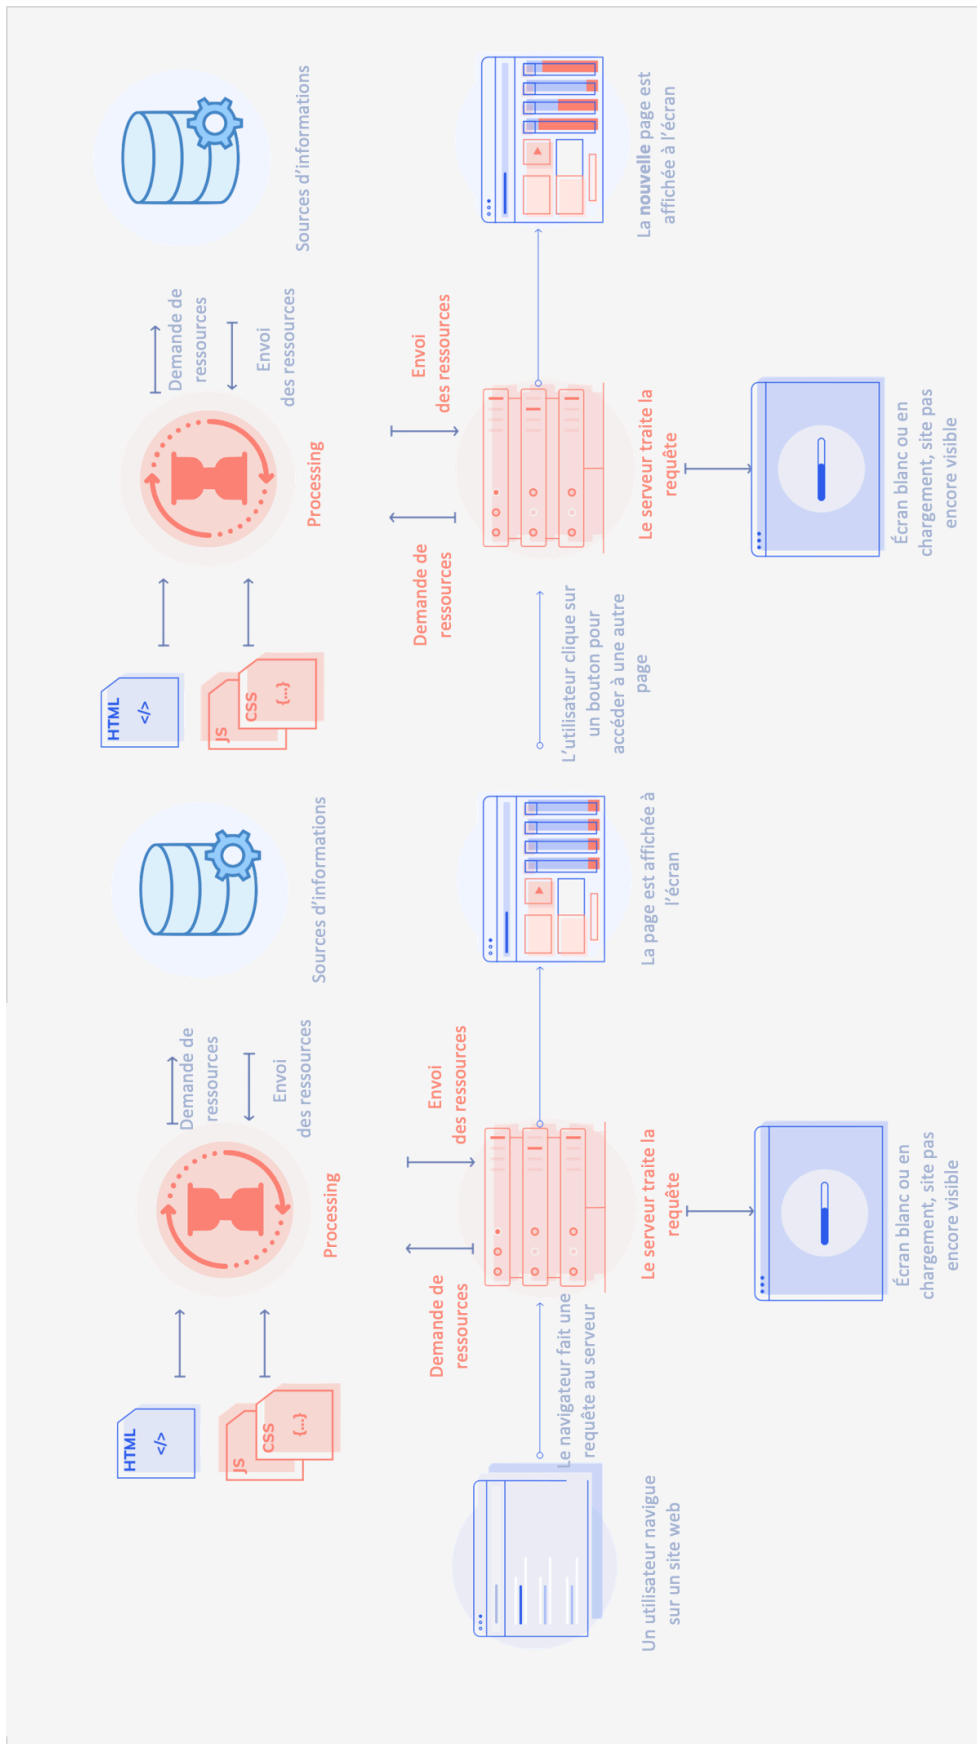 HTML
</>
JS
CSS
{...}
Processing
Demande de
ressources
Envoi
des ressources
Sources d'informations
HTML
</>
JS
CSS
{...}
Processing
Demande de
ressources
Envoi
des ressources
Sources d'informations
Demande de
ressources
Envoi
des ressources
Demande de
ressources
Envoi
des ressources
Un utilisateur navigue
sur un site web
Le navigateur fait une
requête au serveur
Le serveur traite la
requête
La page est affichée à
l'écran
L'utilisateur clique sur
un bouton pour
accéder à une autre
page
Le serveur traite la
requête
La nouvelle page est
affichée à l'écran
Écran blanc ou en
chargement, site pas
encore visible
Écran blanc ou en
chargement, site pas
encore visible